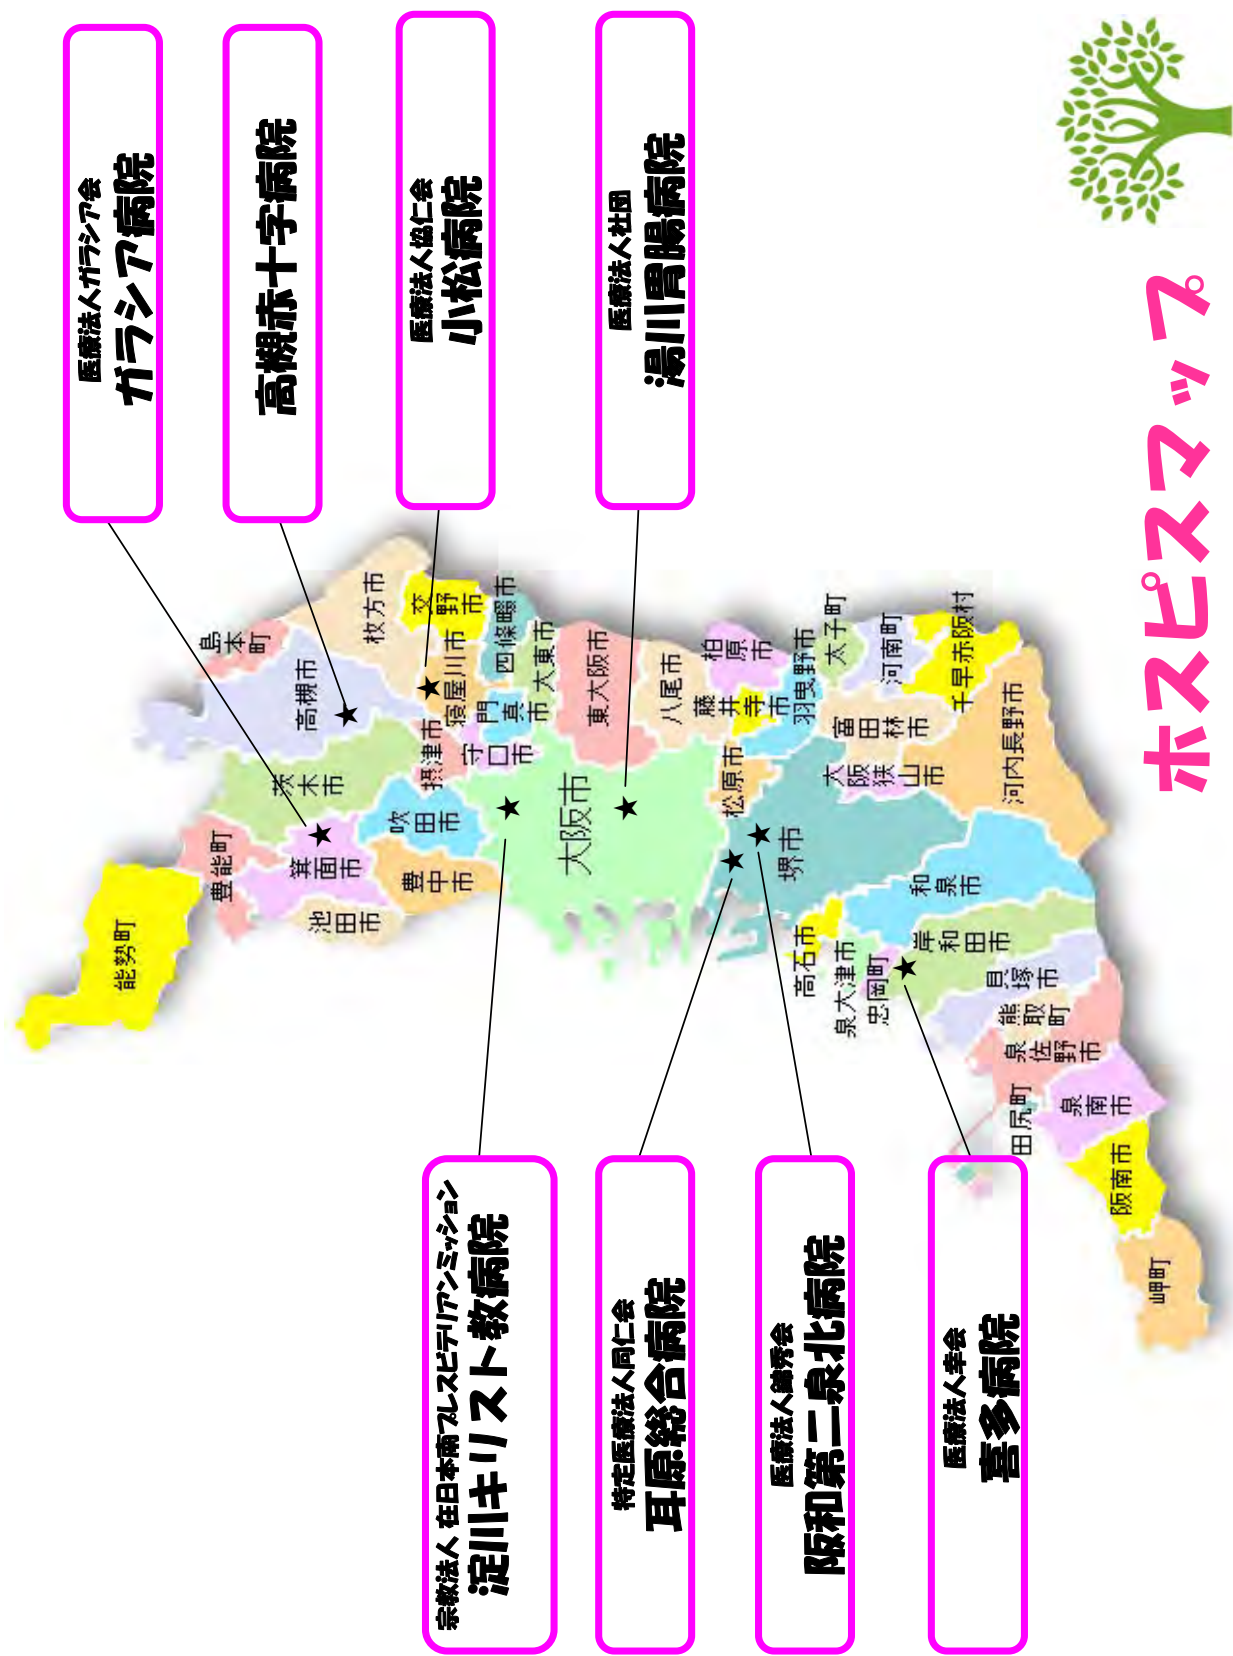 ホスピスマップ
医療法人ガラシア会
ガラシア病院
高槻赤十字病院
医療法人協仁会
小松病院
医療法人社団
湯川胃腸病院
宗教法人 在日本南プレスビテリアンミッション
淀川キリスト教病院
特定医療法人同仁会
耳原総合病院
医療法人錦秀会
阪和第二泉北病院
医療法人幸会
喜多病院
能勢町
豊能町
箕面市
池田市
豊中市
吹田市
茨木市
高槻市
島本町
摂津市
枚方市
交野市
寝屋川市
四條畷市
大東市
門真市
守口市
大阪市
東大阪市
八尾市
柏原市
藤井寺市
羽曳野市
松原市
太子町
河南町
千早赤阪村
富田林市
大阪狭山市
河内長野市
堺市
高石市
和泉市
泉大津市
忠岡町
岸和田市
貝塚市
熊取町
泉佐野市
田尻町
泉南市
阪南市
岬町